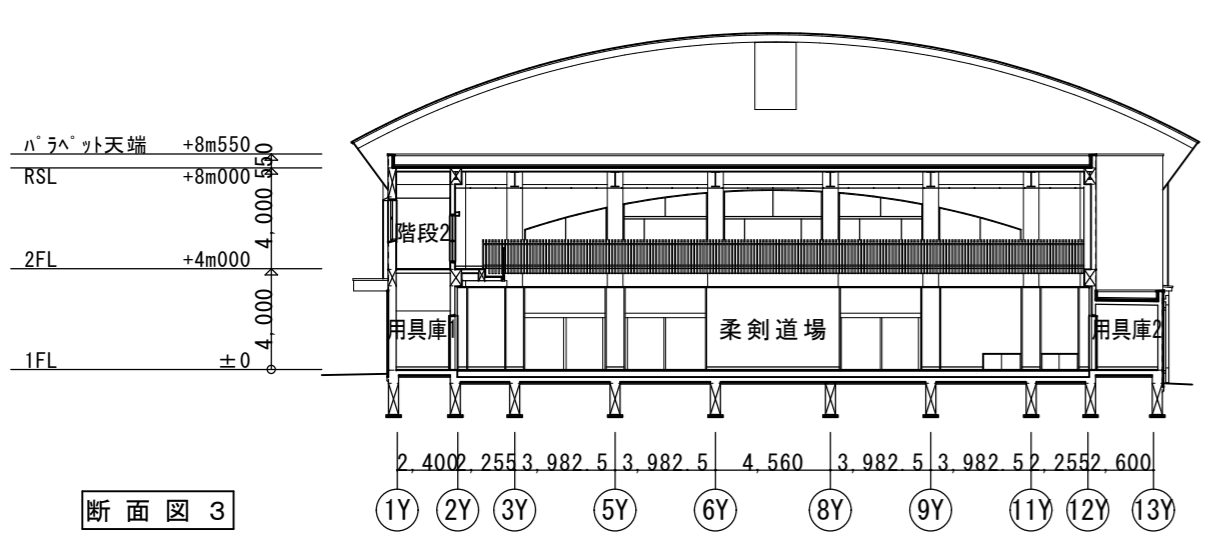 パラペット天端 +8m550
550
RSL +8m000
4,000
階段2
2FL +4m000
4,000
用具庫1
柔剣道場
用具庫2
1FL ±0
2,400 2,255 3,982.5 3,982.5 4,560 3,982.5 3,982.5 2,255 2,600
1Y 2Y 3Y 5Y 6Y 8Y 9Y 11Y 12Y 13Y
断面図 3